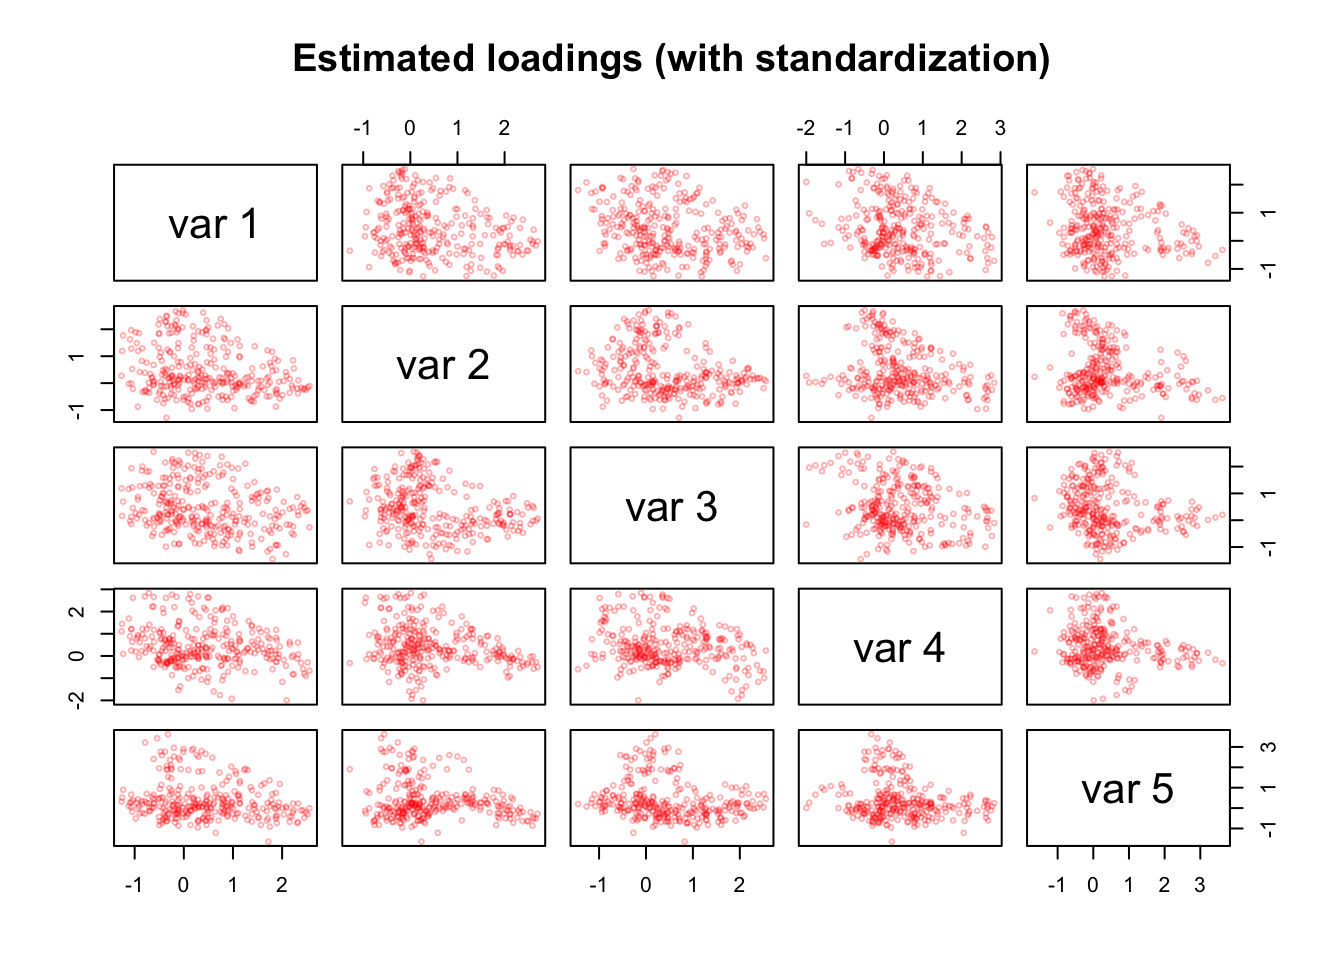 Estimated loadings (with standardization)
-1 0 1 2
-2 -1 0 1 2 3
var 1
-1 1
var 2
-1 1
var 3
-1 1
var 4
-2 0 2
var 5
-1 1 3
-1 0 1 2
-1 0 1 2
-1 0 1 2 3